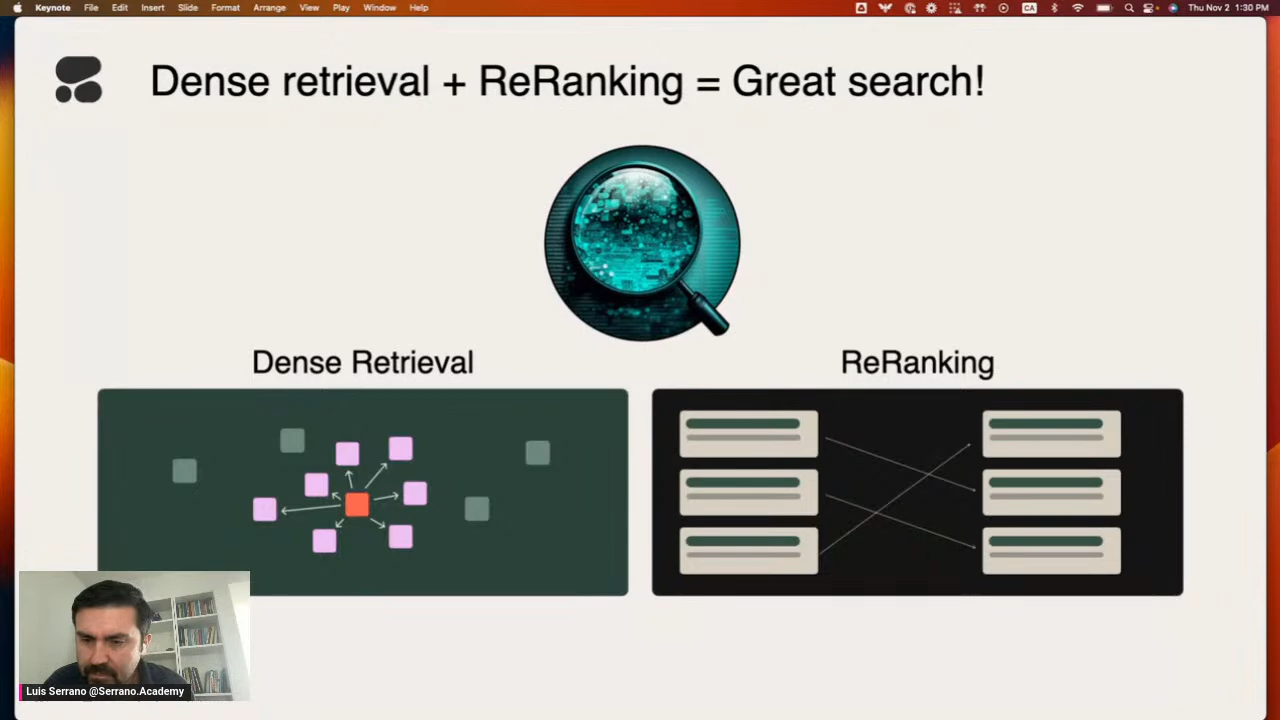 Keynote File Edit Insert Slide Format Arrange View Play Window Help CA Thu Nov 2 1:30 PM
Dense retrieval + ReRanking = Great search!
Dense Retrieval
ReRanking
Luis Serrano @Serrano.Academy